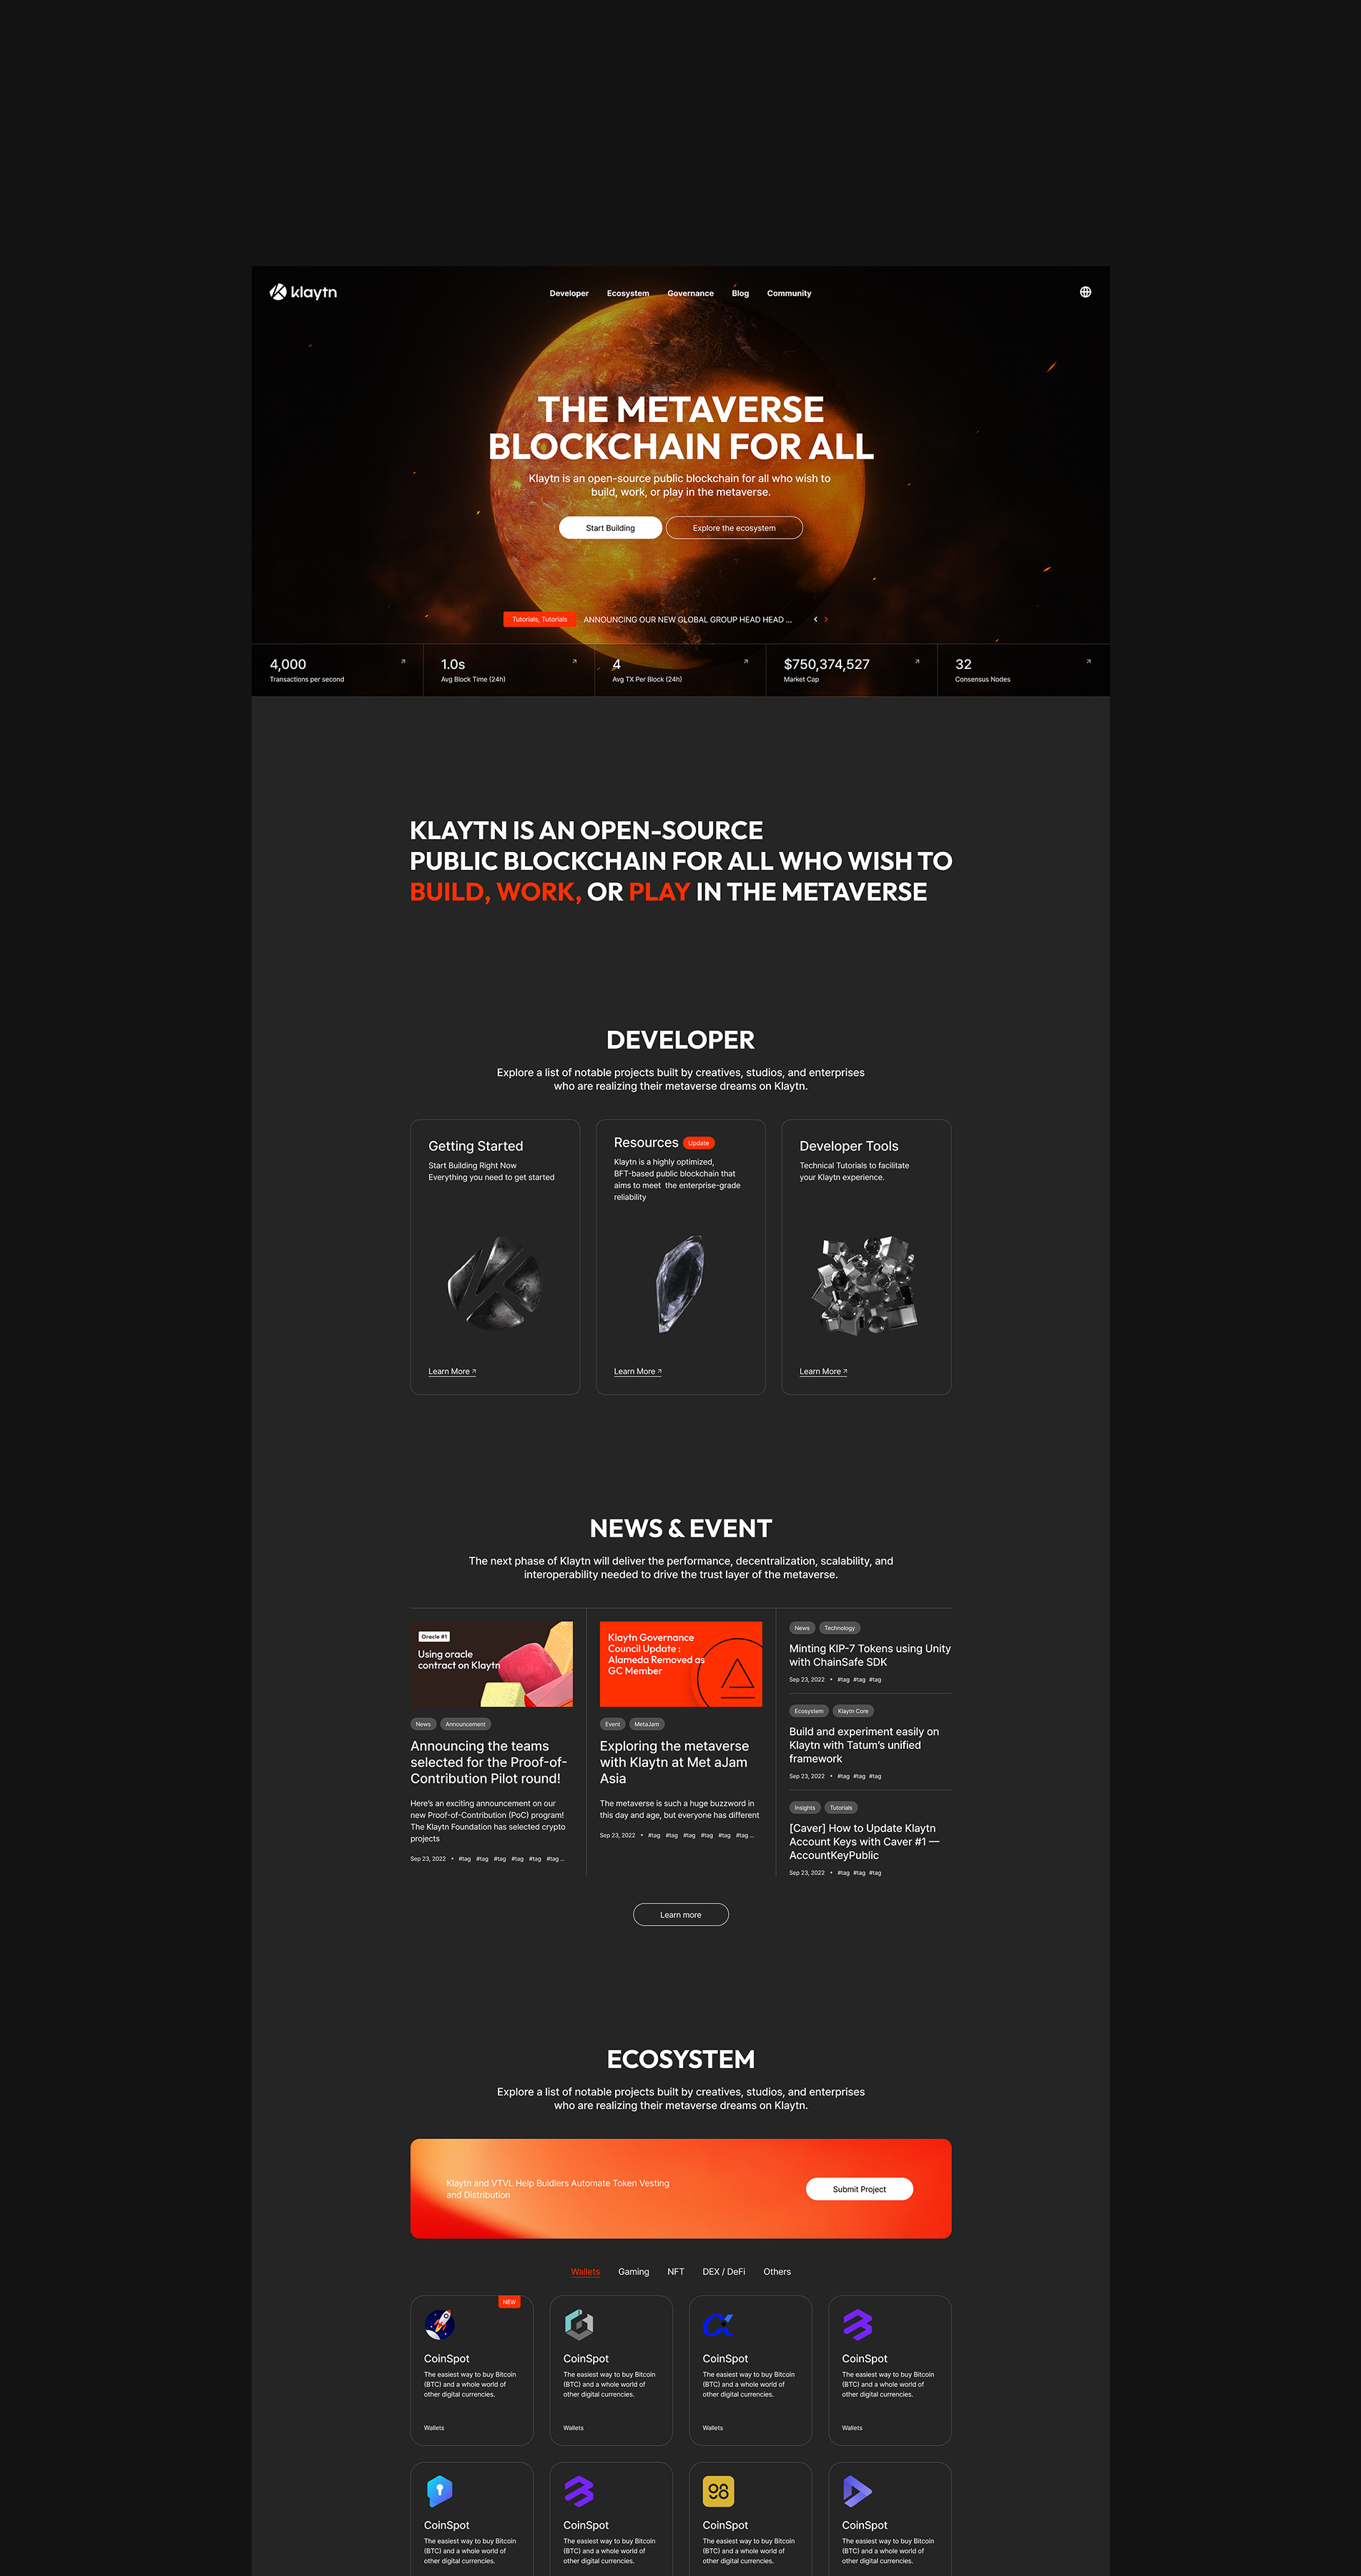 klaytn
Developer Ecosystem Governance Blog Community
THE METAVERSE
BLOCKCHAIN FOR ALL
Klaytn is an open-source public blockchain for all who wish to
build, work, or play in the metaverse.
Start Building
Explore the ecosystem
Tutorials, Tutorials
ANNOUNCING OUR NEW GLOBAL GROUP HEAD HEAD ...
4,000
Transactions per second
1.0s
Avg Block Time (24h)
4
Avg TX Per Block (24h)
$750,374,527
Market Cap
32
Consensus Nodes
KLAYTN IS AN OPEN-SOURCE
PUBLIC BLOCKCHAIN FOR ALL WHO WISH TO
BUILD, WORK, OR PLAY IN THE METAVERSE
DEVELOPER
Explore a list of notable projects built by creatives, studios, and enterprises
who are realizing their metaverse dreams on Klaytn.
Getting Started
Start Building Right Now
Everything you need to get started
Learn More
Resources Update
Klaytn is a highly optimized,
BFT-based public blockchain that
aims to meet the enterprise-grade
reliability
Learn More
Developer Tools
Technical Tutorials to facilitate
your Klaytn experience.
Learn More
NEWS & EVENT
The next phase of Klaytn will deliver the performance, decentralization, scalability, and
interoperability needed to drive the trust layer of the metaverse.
Oracle #1
Using oracle
contract on Klaytn
News Announcement
Announcing the teams
selected for the Proof-of-
Contribution Pilot round!
Here's an exciting announcement on our
new Proof-of-Contribution (PoC) program!
The Klaytn Foundation has selected crypto
projects
Sep 23, 2022 • #tag #tag #tag #tag #tag #tag ...
Klaytn Governance
Council Update :
Alameda Removed as
GC Member
Event MetaJam
Exploring the metaverse
with Klaytn at Met aJam
Asia
The metaverse is such a huge buzzword in
this day and age, but everyone has different
Sep 23, 2022 • #tag #tag #tag #tag #tag #tag ...
News Technology
Minting KIP-7 Tokens using Unity
with ChainSafe SDK
Sep 23, 2022 • #tag #tag #tag
Ecosystem Klaytn Core
Build and experiment easily on
Klaytn with Tatum's unified
framework
Sep 23, 2022 • #tag #tag #tag
Insights Tutorials
[Caver] How to Update Klaytn
Account Keys with Caver #1 —
AccountKeyPublic
Sep 23, 2022 • #tag #tag #tag
Learn more
ECOSYSTEM
Explore a list of notable projects built by creatives, studios, and enterprises
who are realizing their metaverse dreams on Klaytn.
Klaytn and VTVL Help Buidlers Automate Token Vesting
and Distribution
Submit Project
Wallets Gaming NFT DEX / DeFi Others
NEW
CoinSpot
The easiest way to buy Bitcoin
(BTC) and a whole world of
other digital currencies.
Wallets
CoinSpot
The easiest way to buy Bitcoin
(BTC) and a whole world of
other digital currencies.
Wallets
CoinSpot
The easiest way to buy Bitcoin
(BTC) and a whole world of
other digital currencies.
Wallets
CoinSpot
The easiest way to buy Bitcoin
(BTC) and a whole world of
other digital currencies.
Wallets
CoinSpot
The easiest way to buy Bitcoin
(BTC) and a whole world of
other digital currencies.
CoinSpot
The easiest way to buy Bitcoin
(BTC) and a whole world of
other digital currencies.
98
CoinSpot
The easiest way to buy Bitcoin
(BTC) and a whole world of
other digital currencies.
CoinSpot
The easiest way to buy Bitcoin
(BTC) and a whole world of
other digital currencies.